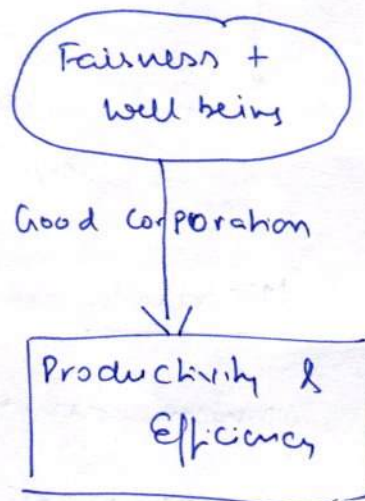 Fairness +
well being
Good corporation
Productivity &
Efficiency